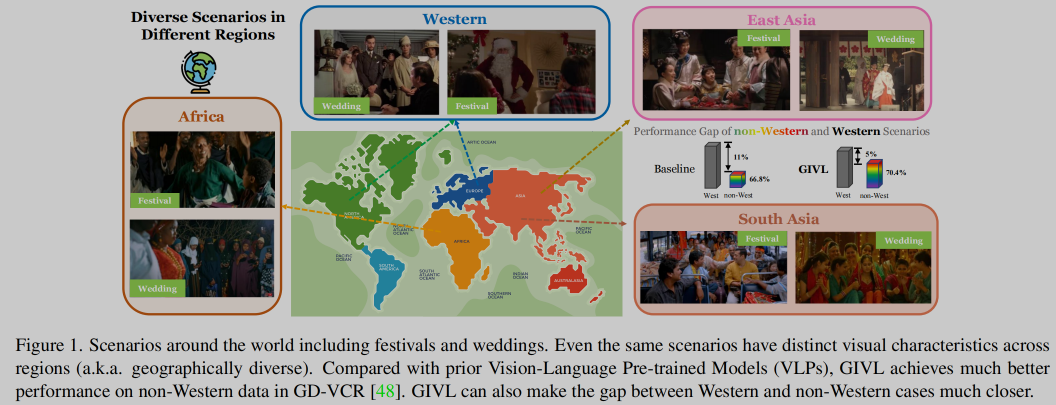 Diverse Scenarios in
Different Regions
Western
Wedding
Festival
East Asia
Festival
Wedding
Africa
Festival
Wedding
Performance Gap of non-Western and Western Scenarios
Baseline
11%
66.8%
West
non-West
GIVL
5%
70.4%
West
non-West
South Asia
Festival
Wedding
ARTIC OCEAN
EUROPE
ASIA
NORTH
AMERICA
ATLANTIC
OCEAN
AFRICA
PACIFIC
OCEAN
PACIFIC
OCEAN
SOUTH
AMERICA
SOUTH
ATLANTIC
OCEAN
INDIAN
OCEAN
AUSTRALASIA
SOUTHERN
OCEAN
Figure 1. Scenarios around the world including festivals and weddings. Even the same scenarios have distinct visual characteristics across
regions (a.k.a. geographically diverse). Compared with prior Vision-Language Pre-trained Models (VLPs), GIVL achieves much better
performance on non-Western data in GD-VCR [48]. GIVL can also make the gap between Western and non-Western cases much closer.